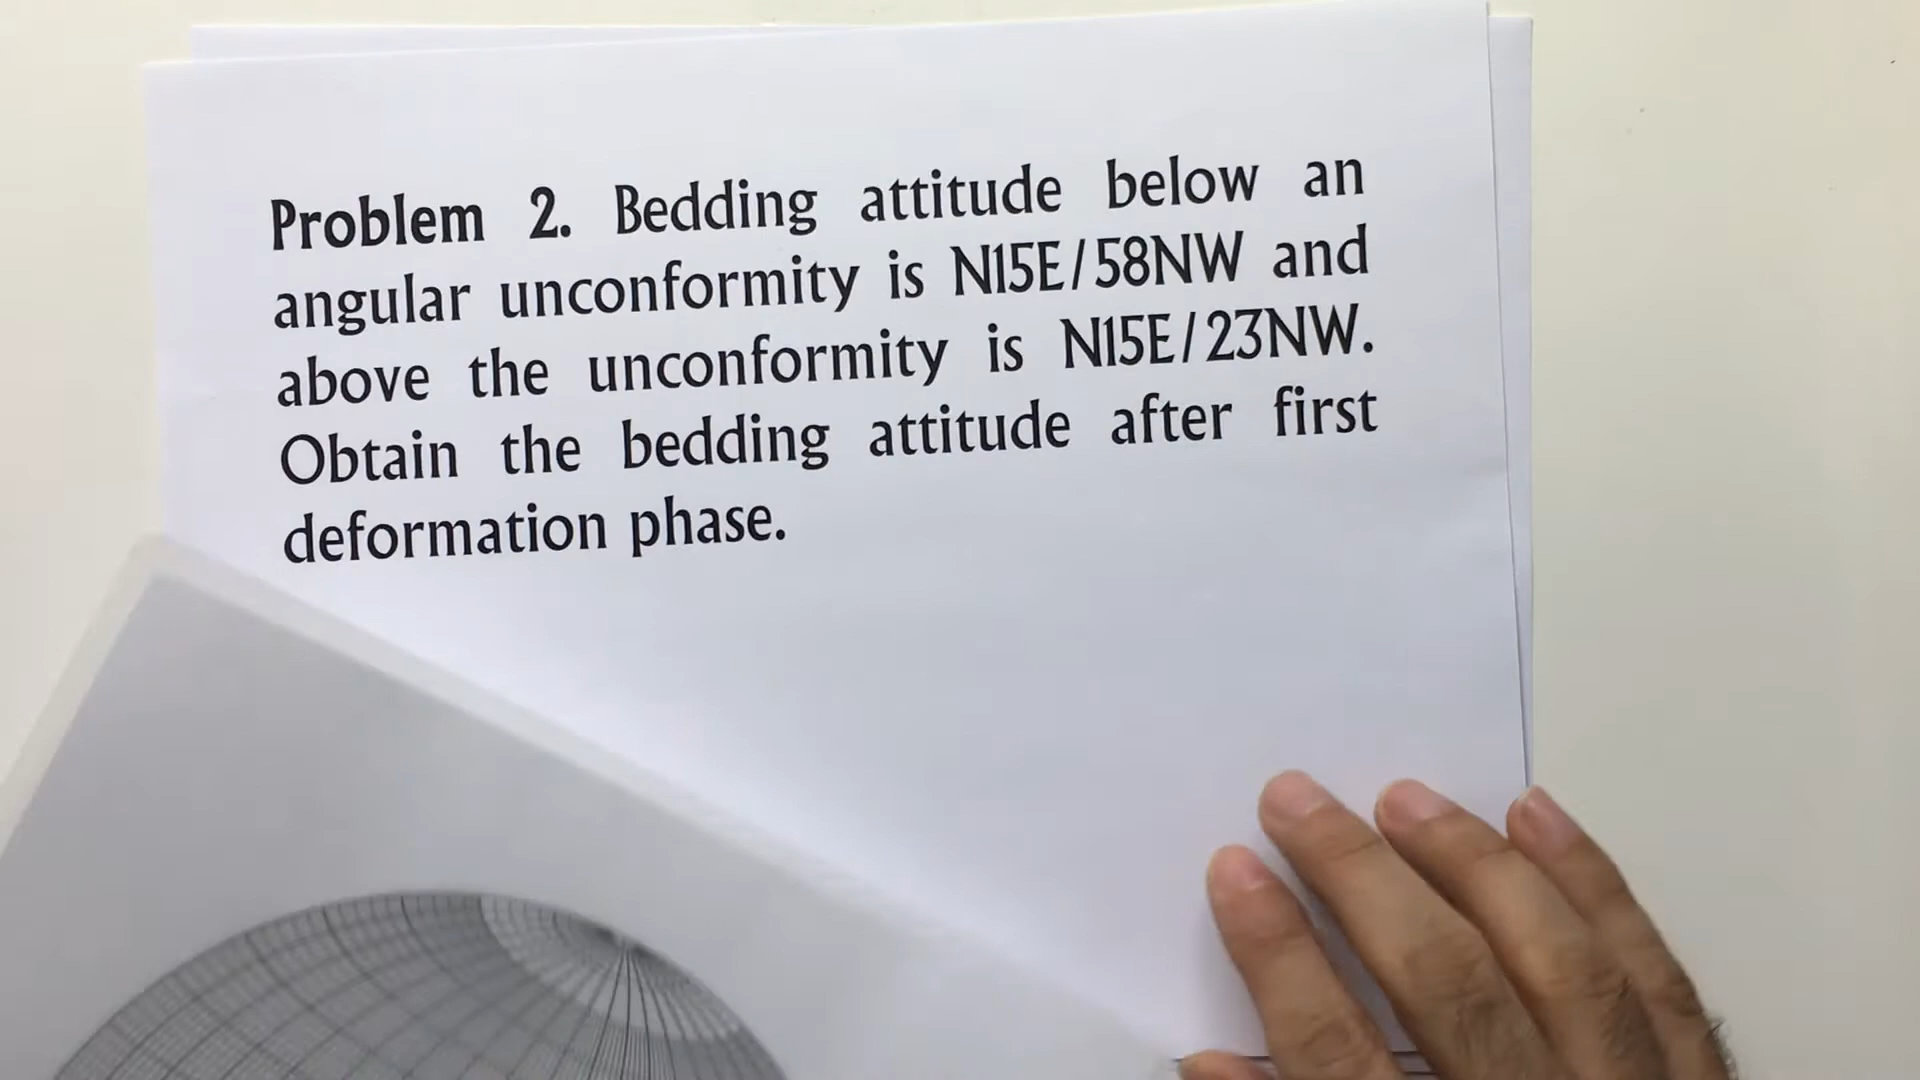 Problem 2. Bedding attitude below an
angular unconformity is N15E/58NW and
above the unconformity is N15E/23NW.
Obtain the bedding attitude after first
deformation phase.